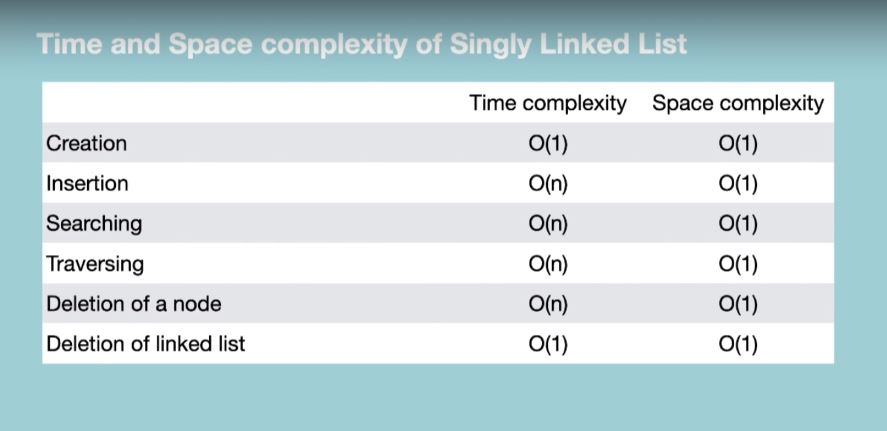 Time and Space complexity of Singly Linked List
Time complexity Space complexity
Creation O(1) O(1)
Insertion O(n) O(1)
Searching O(n) O(1)
Traversing O(n) O(1)
Deletion of a node O(n) O(1)
Deletion of linked list O(1) O(1)